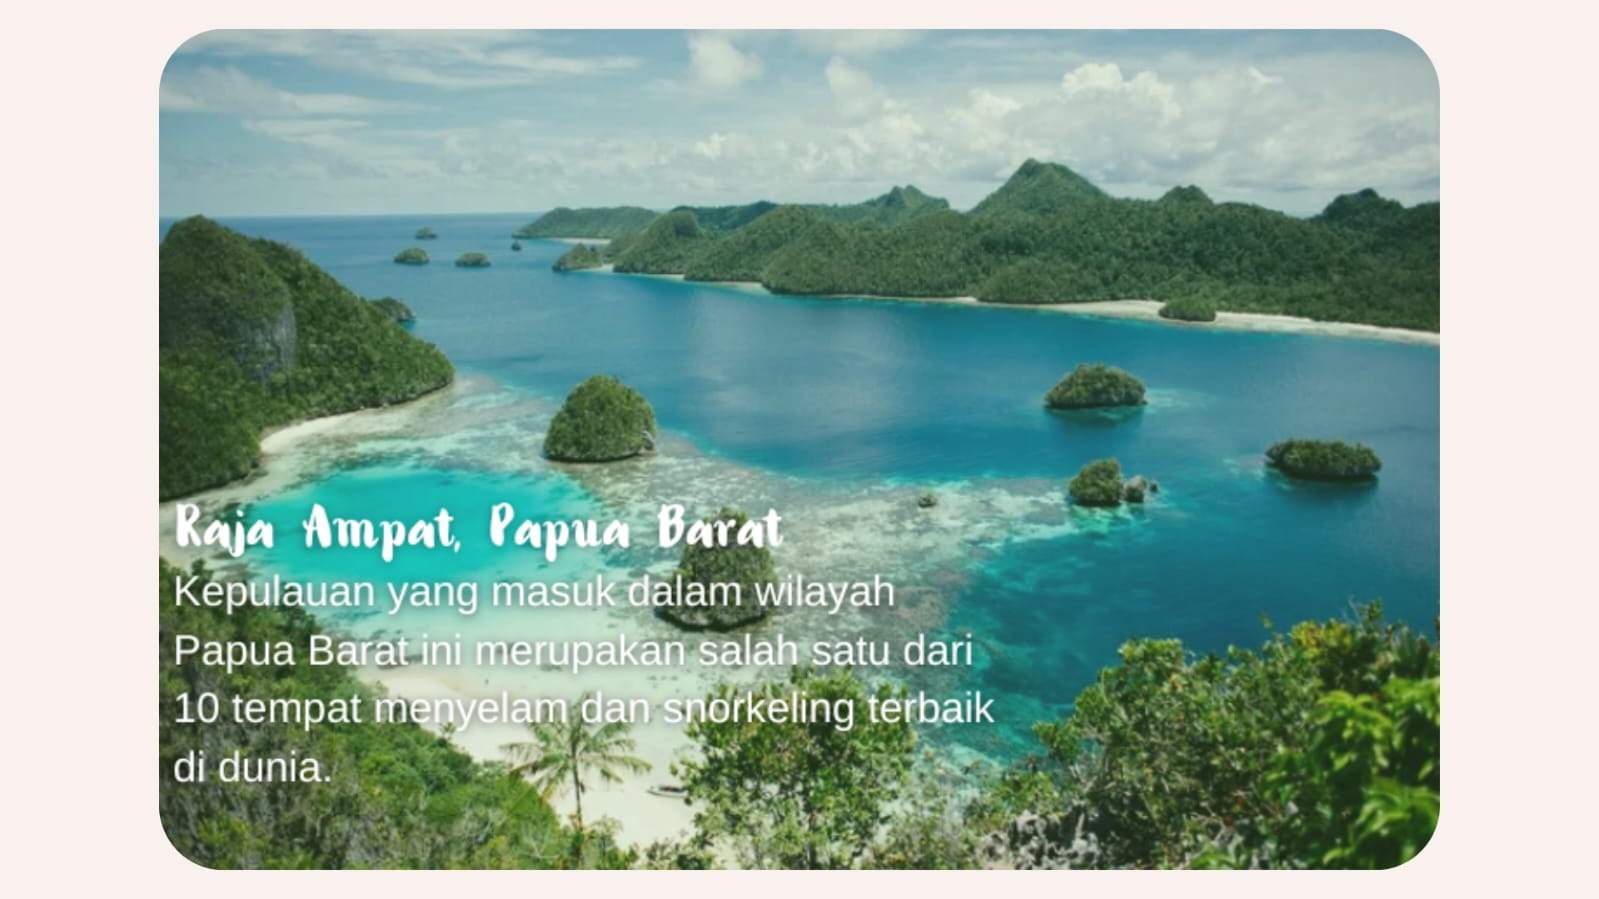 Raja Ampat, Papua Barat
Kepulauan yang masuk dalam wilayah
Papua Barat ini merupakan salah satu dari
10 tempat menyelam dan snorkeling terbaik
di dunia.